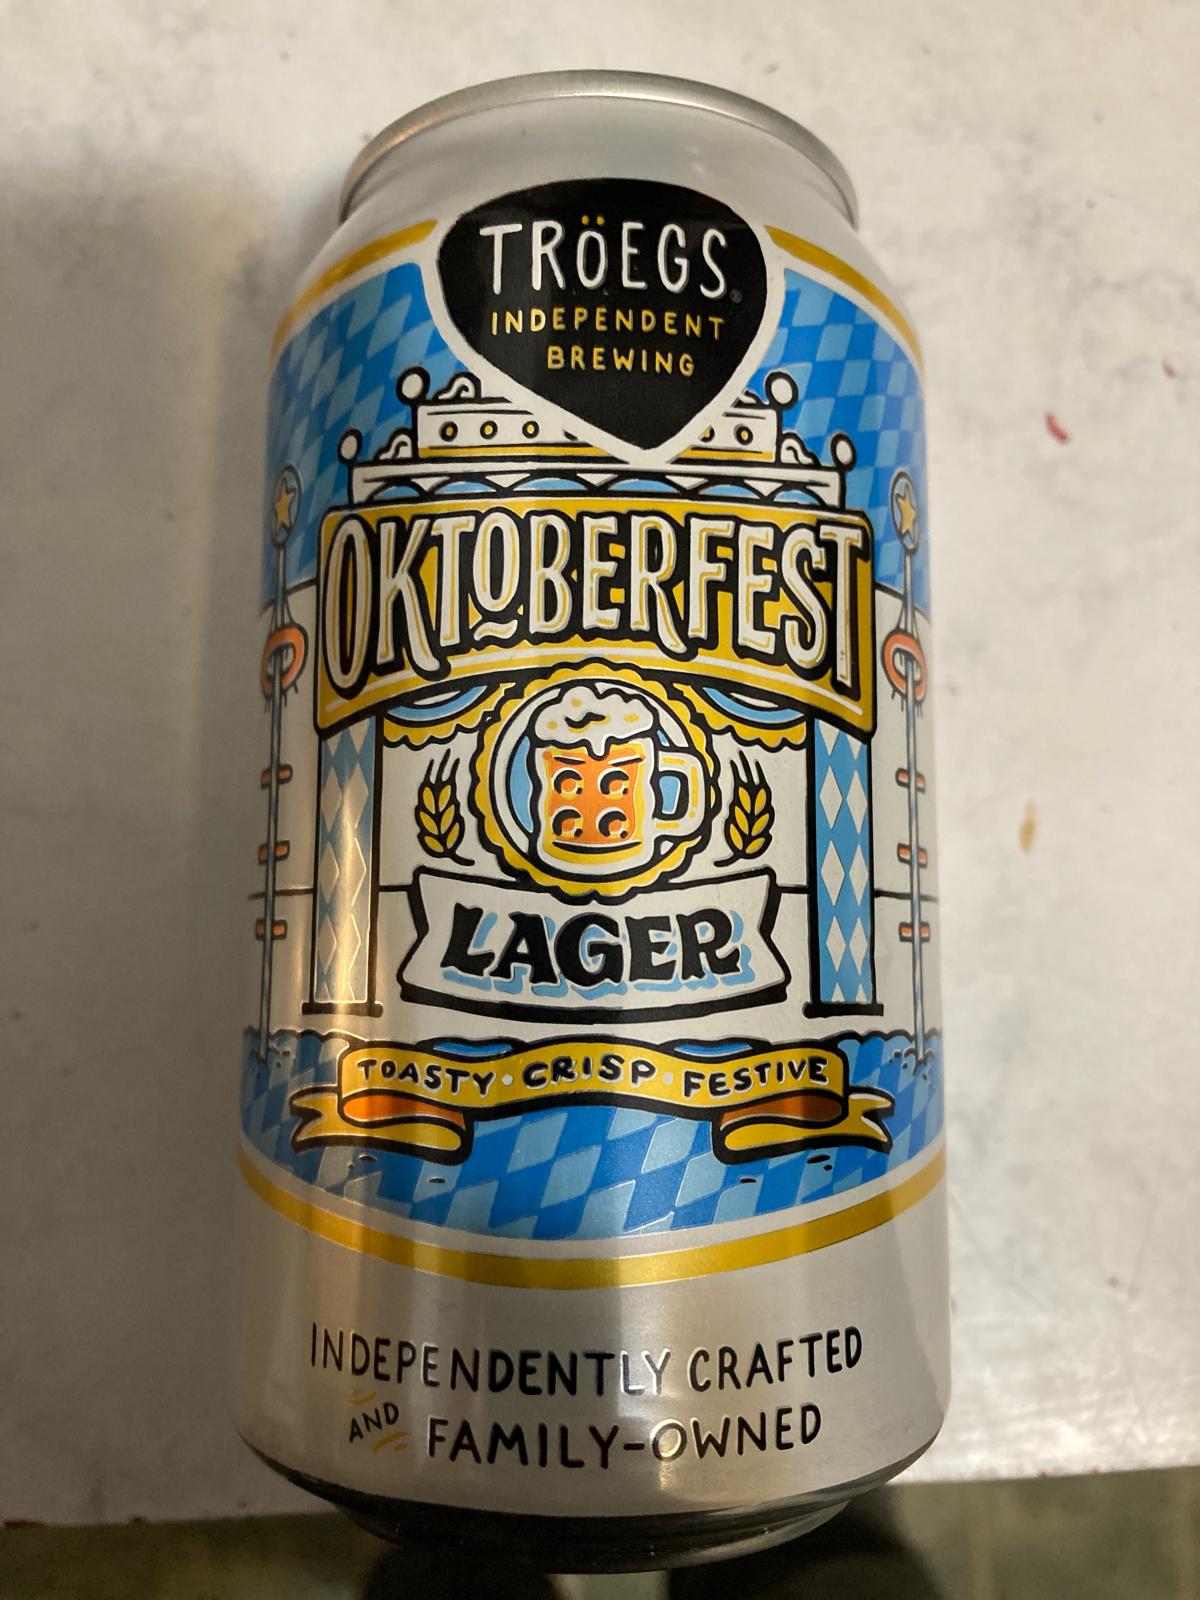 TRÖEGS®
INDEPENDENT
BREWING
OKTOBERFEST
LAGER
TOASTY · CRISP · FESTIVE
INDEPENDENTLY CRAFTED
AND FAMILY-OWNED